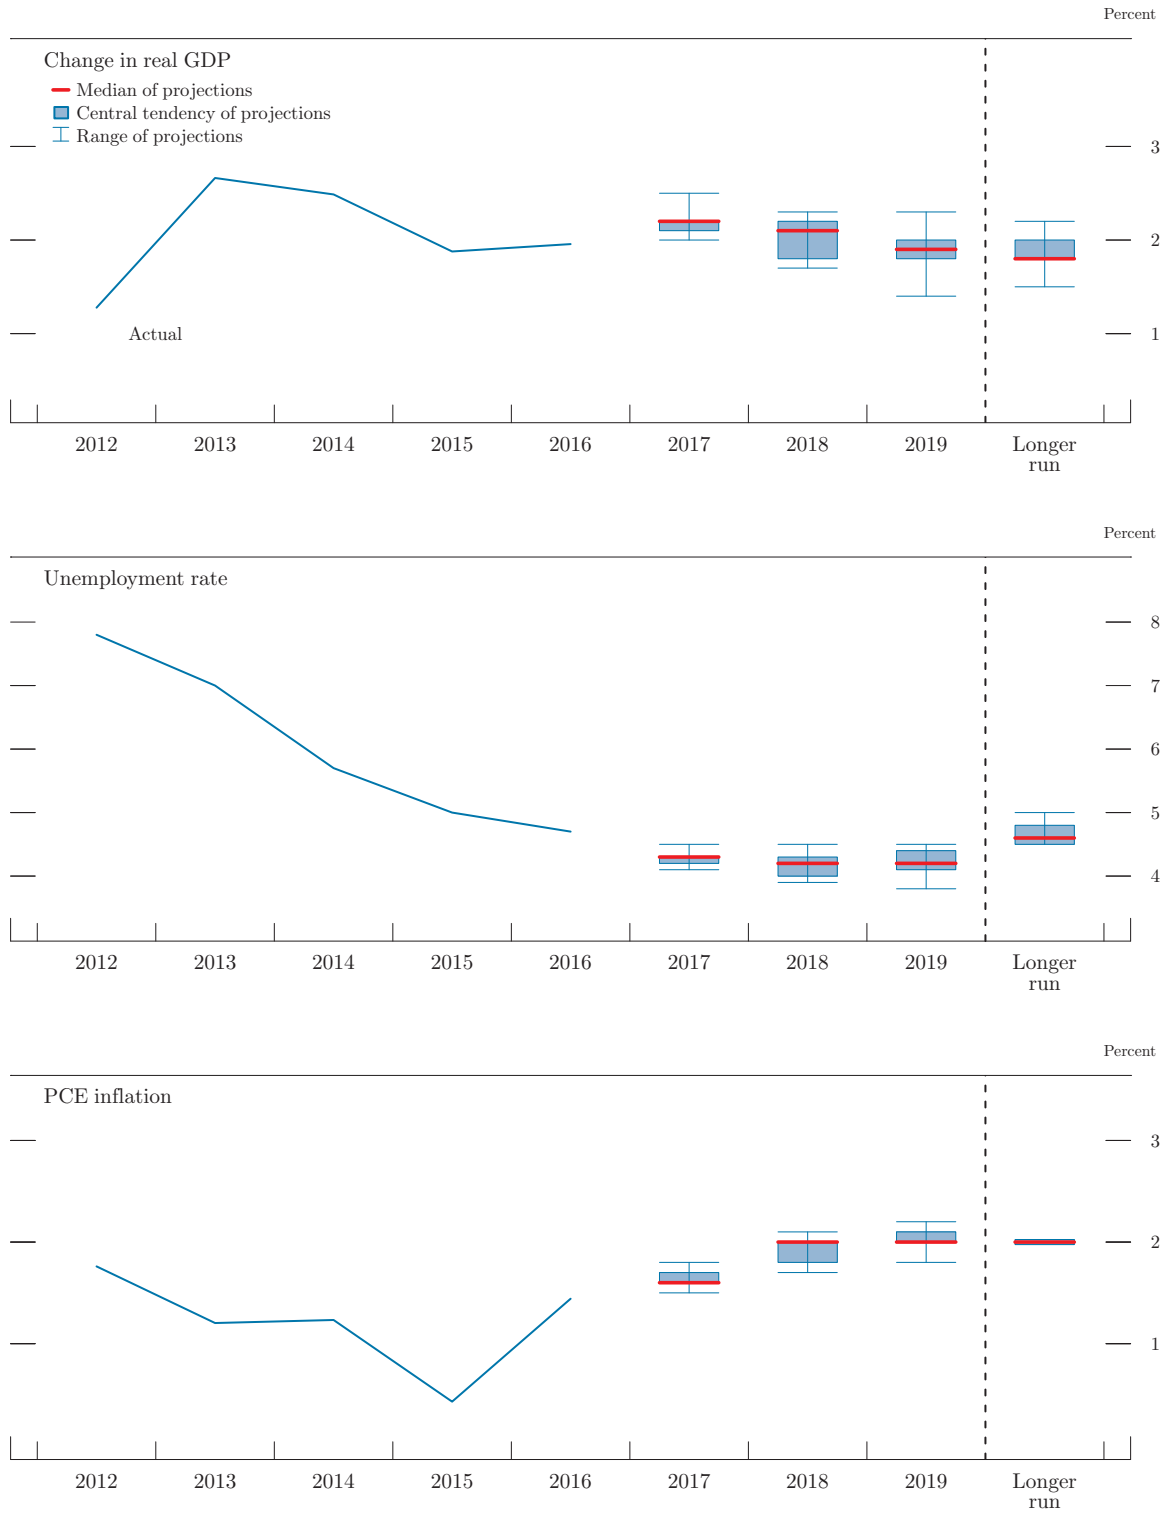 Percent
Change in real GDP
Median of projections
Central tendency of projections
Range of projections
3
2
Actual
1
2012 2013 2014 2015 2016 2017 2018 2019 Longer
run
Percent
Unemployment rate
8
7
6
5
4
2012 2013 2014 2015 2016 2017 2018 2019 Longer
run
Percent
PCE inflation
3
2
1
2012 2013 2014 2015 2016 2017 2018 2019 Longer
run